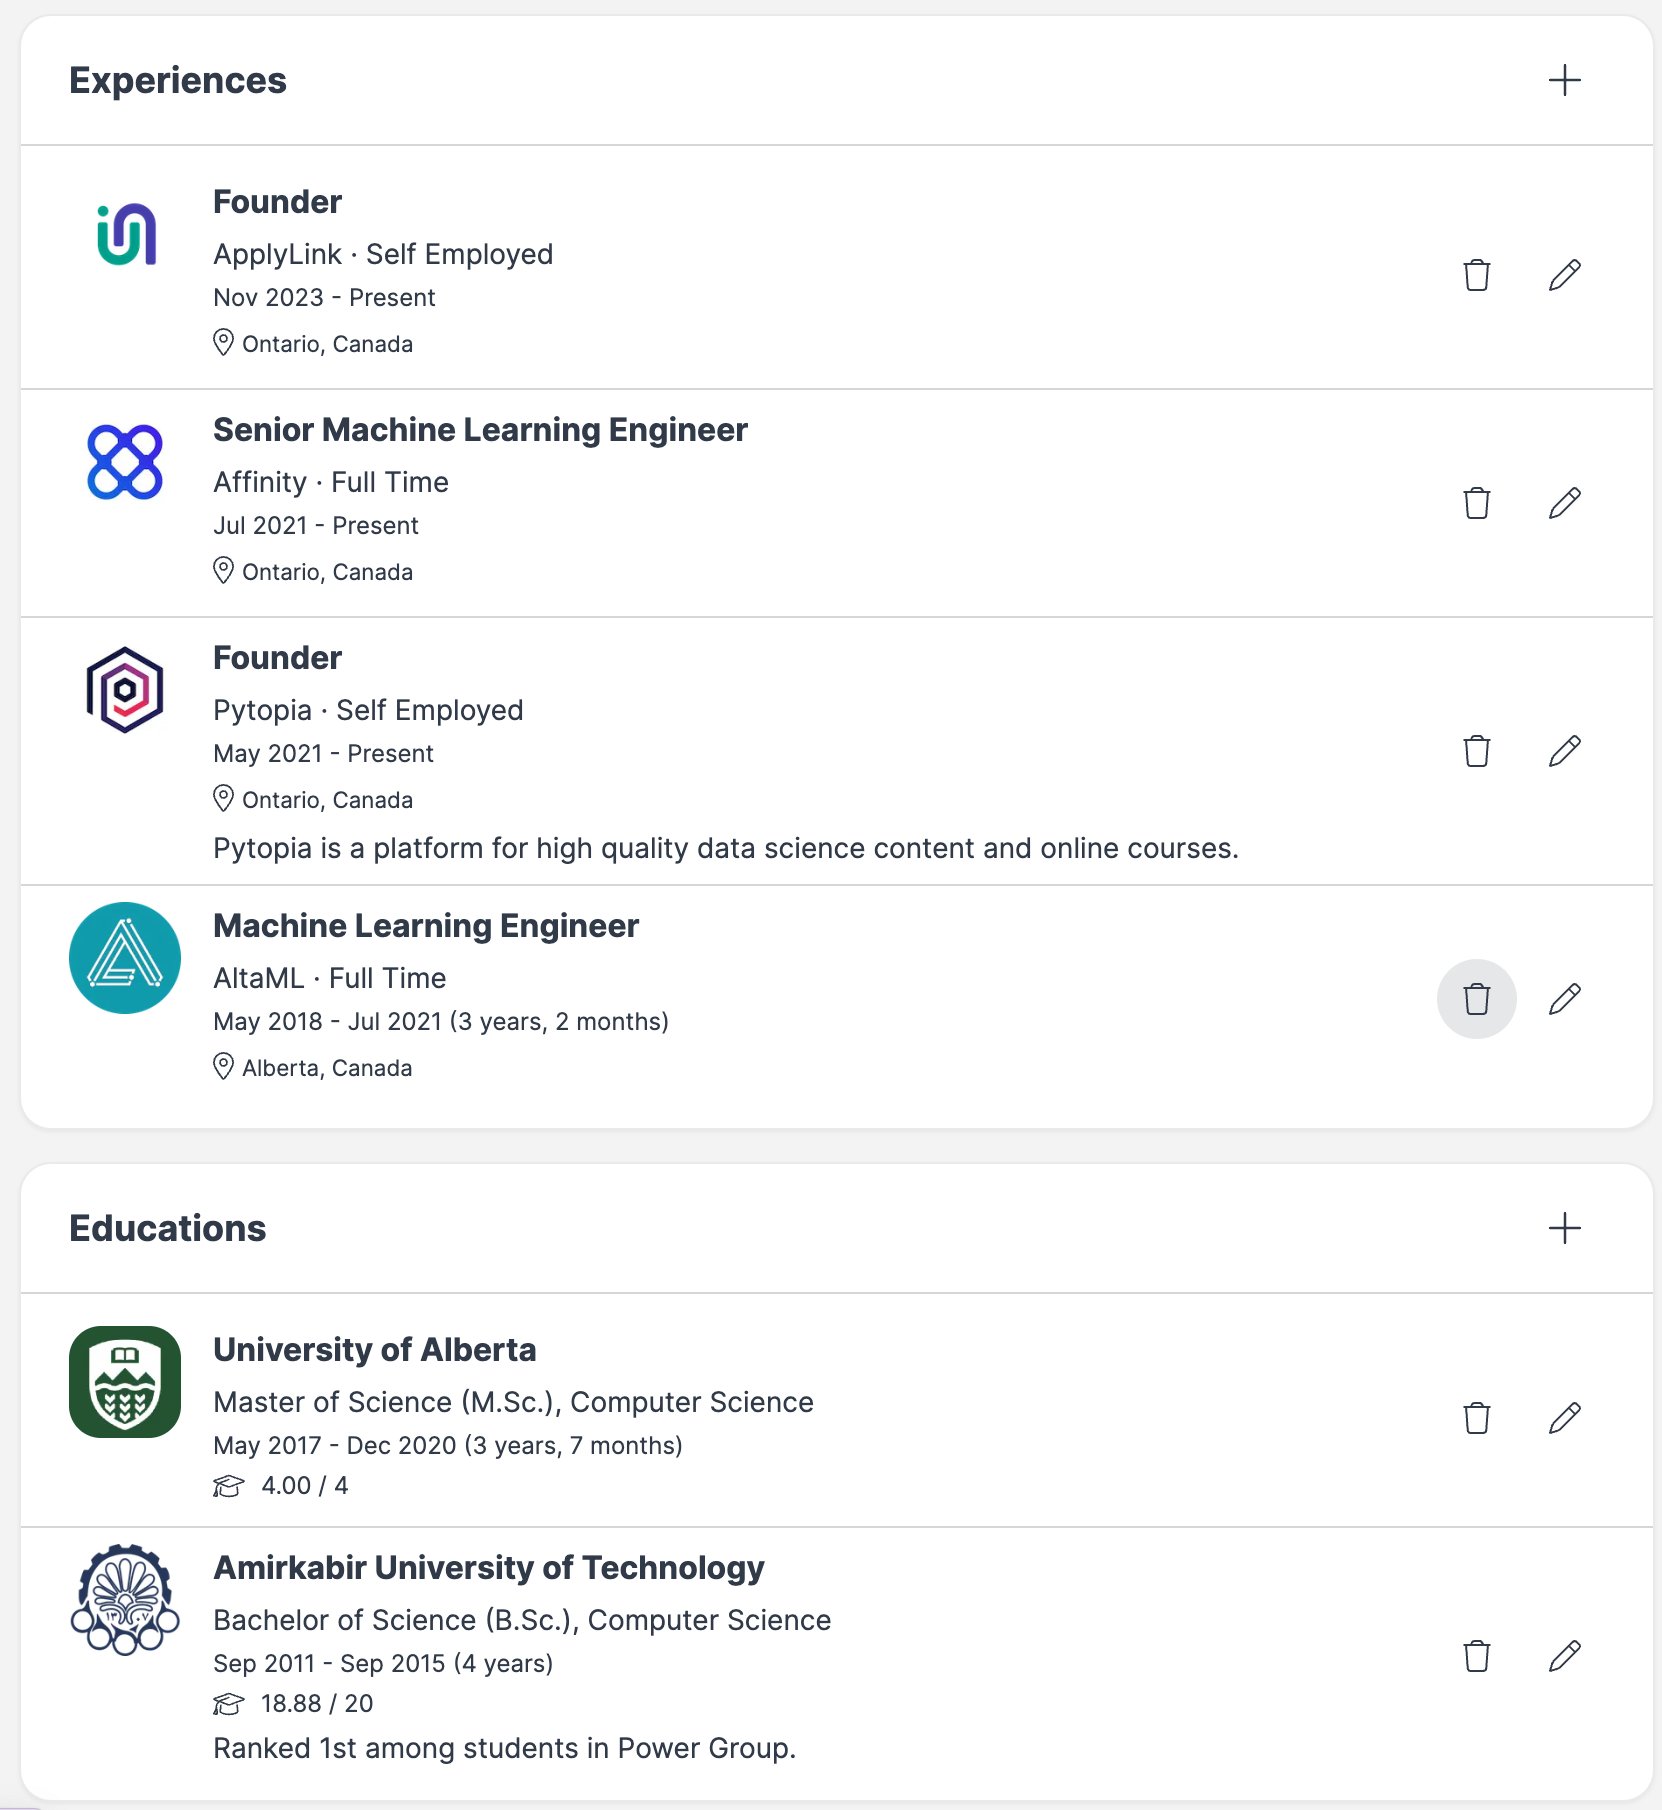 Experiences
Founder
ApplyLink · Self Employed
Nov 2023 - Present
Ontario, Canada
Senior Machine Learning Engineer
Affinity · Full Time
Jul 2021 - Present
Ontario, Canada
Founder
Pytopia · Self Employed
May 2021 - Present
Ontario, Canada
Pytopia is a platform for high quality data science content and online courses.
Machine Learning Engineer
AltaML · Full Time
May 2018 - Jul 2021 (3 years, 2 months)
Alberta, Canada
Educations
University of Alberta
Master of Science (M.Sc.), Computer Science
May 2017 - Dec 2020 (3 years, 7 months)
4.00 / 4
Amirkabir University of Technology
Bachelor of Science (B.Sc.), Computer Science
Sep 2011 - Sep 2015 (4 years)
18.88 / 20
Ranked 1st among students in Power Group.